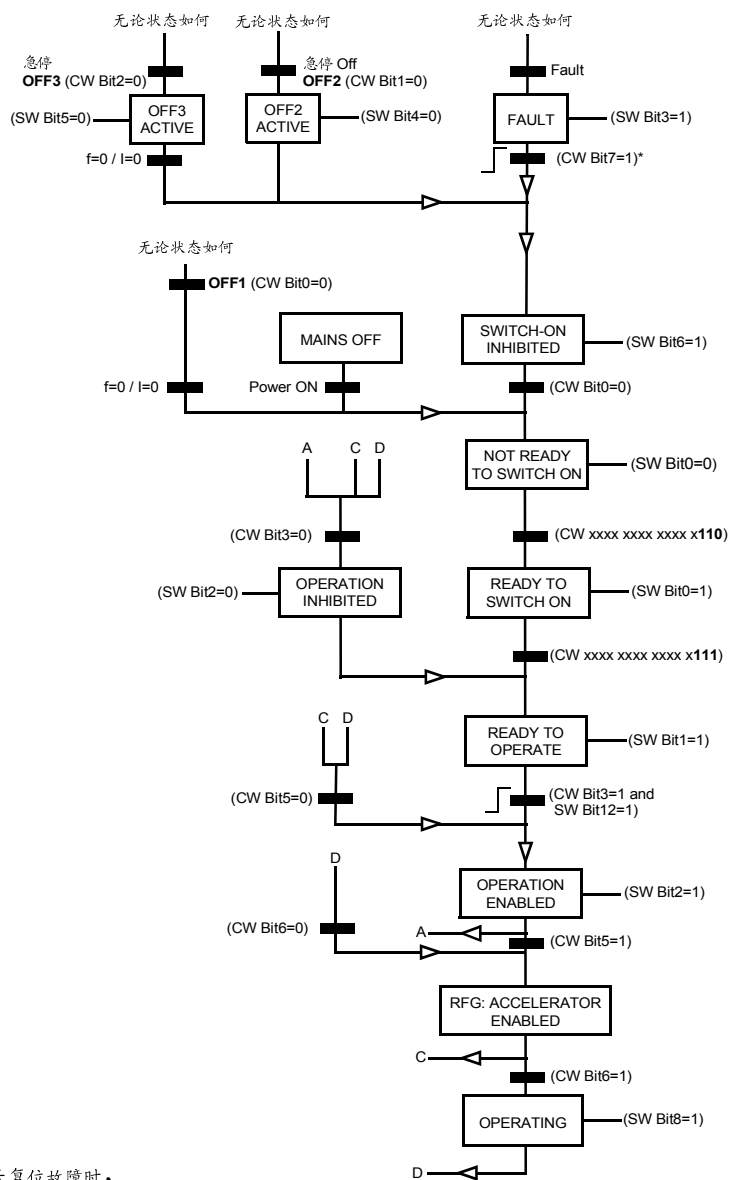 无论状态如何
无论状态如何
无论状态如何
急停
OFF3 (CW Bit2=0)
急停 Off
OFF2 (CW Bit1=0)
Fault
(SW Bit5=0)
OFF3
ACTIVE
OFF2
ACTIVE
(SW Bit4=0)
FAULT
(SW Bit3=1)
f=0 / I=0
(CW Bit7=1)*
无论状态如何
OFF1 (CW Bit0=0)
MAINS OFF
SWITCH-ON
INHIBITED
(SW Bit6=1)
f=0 / I=0
Power ON
(CW Bit0=0)
A
C
D
NOT READY
TO SWITCH ON
(SW Bit0=0)
(CW Bit3=0)
(CW xxxx xxxx xxxx x110)
(SW Bit2=0)
OPERATION
INHIBITED
READY TO
SWITCH ON
(SW Bit0=1)
(CW xxxx xxxx xxxx x111)
C
D
READY TO
OPERATE
(SW Bit1=1)
(CW Bit5=0)
(CW Bit3=1 and
SW Bit12=1)
D
OPERATION
ENABLED
(SW Bit2=1)
(CW Bit6=0)
A
(CW Bit5=1)
RFG: ACCELERATOR
ENABLED
C
(CW Bit6=1)
OPERATING
(SW Bit8=1)
D
复位故障时，